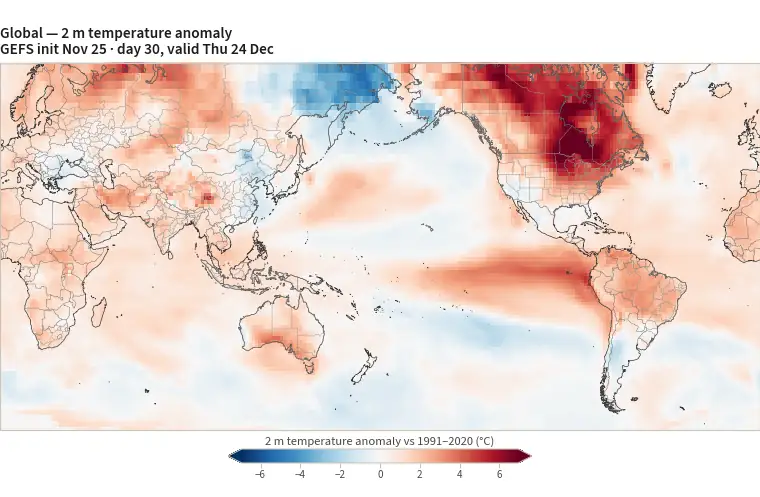 Global — 2 m temperature anomaly
GEFS init Nov 25 · day 30, valid Thu 24 Dec
2 m temperature anomaly vs 1991–2020 (°C)
−6 −4 −2 0 2 4 6